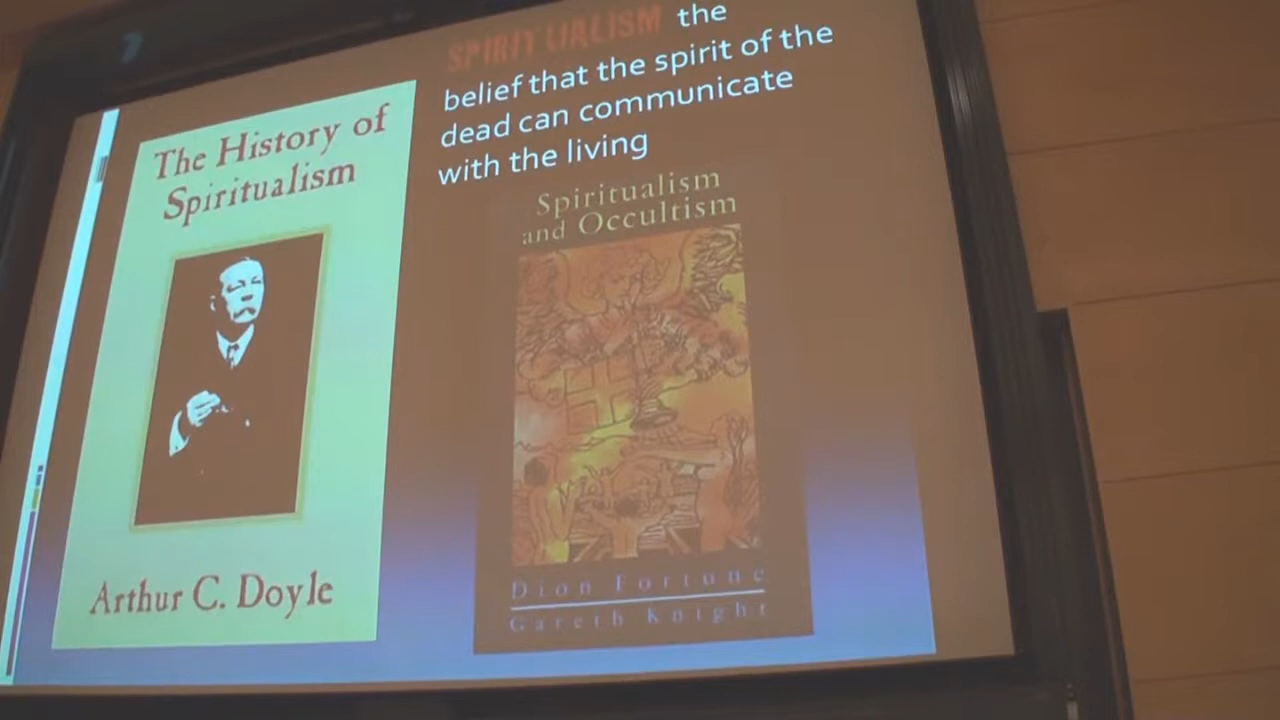 The History of
Spiritualism
Arthur C. Doyle
SPIRITUALISM the
belief that the spirit of the
dead can communicate
with the living
Spiritualism
and Occultism
Dion Fortune
Gareth Knight